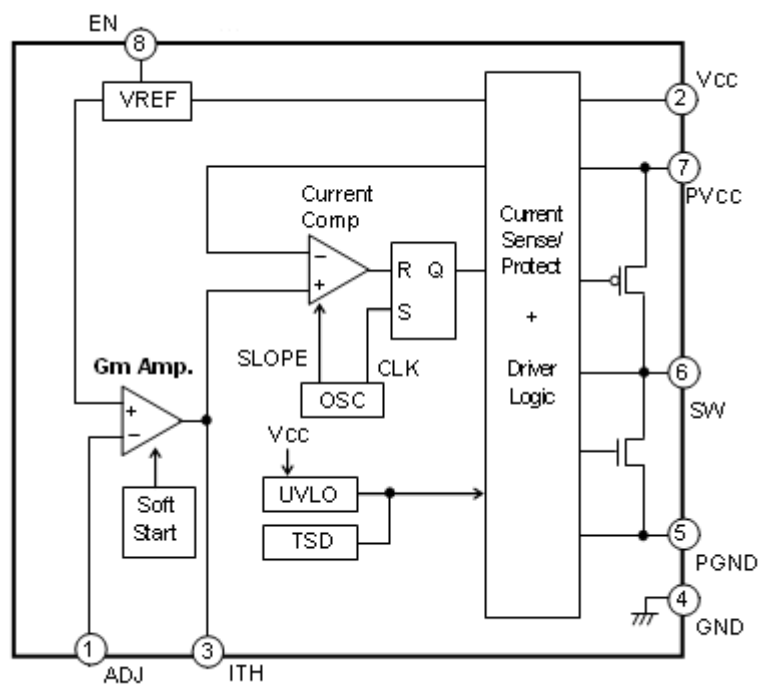 EN
8
VREF
VCC
2
7
PVCC
Current
Comp
−
+
R Q
S
Current
Sense/
Protect
+
Driver
Logic
SLOPE
CLK
OSC
Gm Amp.
+
−
6
SW
VCC
UVLO
TSD
Soft
Start
5
PGND
4
GND
1
ADJ
3
ITH